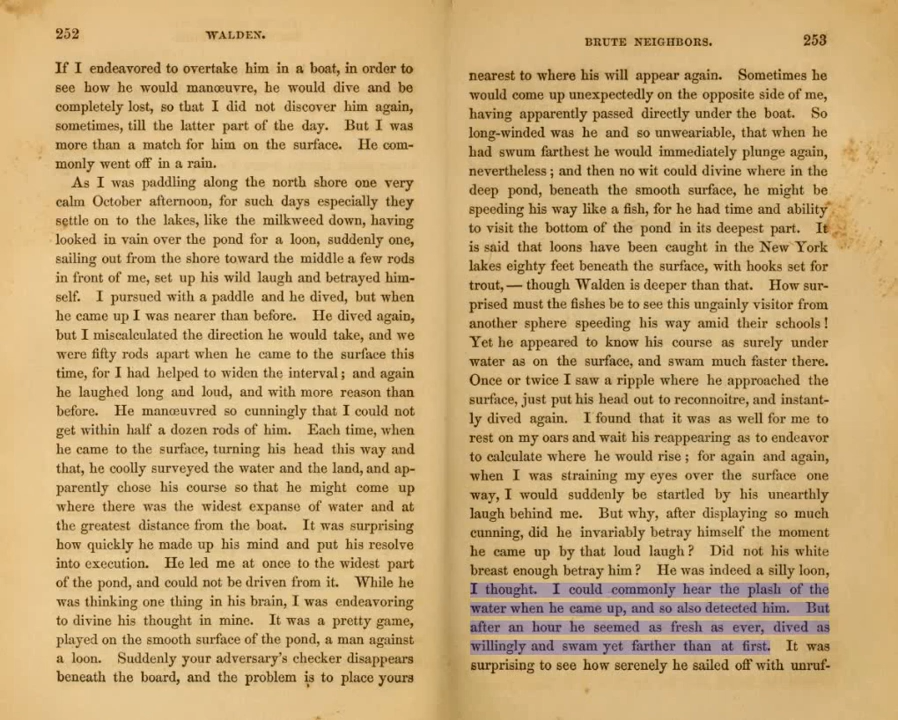 252
WALDEN.
If I endeavored to overtake him in a boat, in order to
see how he would manœuvre, he would dive and be
completely lost, so that I did not discover him again,
sometimes, till the latter part of the day. But I was
more than a match for him on the surface. He com-
monly went off in a rain.
As I was paddling along the north shore one very
calm October afternoon, for such days especially they
settle on to the lakes, like the milkweed down, having
looked in vain over the pond for a loon, suddenly one,
sailing out from the shore toward the middle a few rods
in front of me, set up his wild laugh and betrayed him-
self. I pursued with a paddle and he dived, but when
he came up I was nearer than before. He dived again,
but I miscalculated the direction he would take, and we
were fifty rods apart when he came to the surface this
time, for I had helped to widen the interval; and again
he laughed long and loud, and with more reason than
before. He manœuvred so cunningly that I could not
get within half a dozen rods of him. Each time, when
he came to the surface, turning his head this way and
that, he coolly surveyed the water and the land, and ap-
parently chose his course so that he might come up
where there was the widest expanse of water and at
the greatest distance from the boat. It was surprising
how quickly he made up his mind and put his resolve
into execution. He led me at once to the widest part
of the pond, and could not be driven from it. While he
was thinking one thing in his brain, I was endeavoring
to divine his thought in mine. It was a pretty game,
played on the smooth surface of the pond, a man against
a loon. Suddenly your adversary's checker disappears
beneath the board, and the problem is to place yours
BRUTE NEIGHBORS.
253
nearest to where his will appear again. Sometimes he
would come up unexpectedly on the opposite side of me,
having apparently passed directly under the boat. So
long-winded was he and so unweariable, that when he
had swum farthest he would immediately plunge again,
nevertheless; and then no wit could divine where in the
deep pond, beneath the smooth surface, he might be
speeding his way like a fish, for he had time and ability
to visit the bottom of the pond in its deepest part. It
is said that loons have been caught in the New York
lakes eighty feet beneath the surface, with hooks set for
trout, — though Walden is deeper than that. How sur-
prised must the fishes be to see this ungainly visitor from
another sphere speeding his way amid their schools!
Yet he appeared to know his course as surely under
water as on the surface, and swam much faster there.
Once or twice I saw a ripple where he approached the
surface, just put his head out to reconnoitre, and instant-
ly dived again. I found that it was as well for me to
rest on my oars and wait his reappearing as to endeavor
to calculate where he would rise; for again and again,
when I was straining my eyes over the surface one
way, I would suddenly be startled by his unearthly
laugh behind me. But why, after displaying so much
cunning, did he invariably betray himself the moment
he came up by that loud laugh? Did not his white
breast enough betray him? He was indeed a silly loon,
I thought. I could commonly hear the plash of the
water when he came up, and so also detected him. But
after an hour he seemed as fresh as ever, dived as
willingly and swam yet farther than at first. It was
surprising to see how serenely he sailed off with unruf-